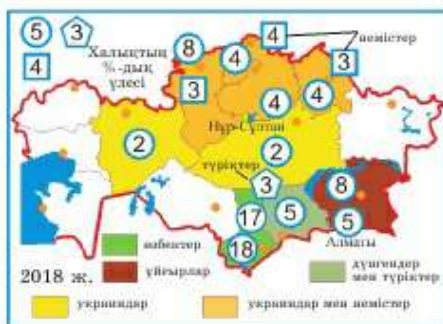 5 3
4
Халықтың
%-дық
үлесі
8 4 4 немістер
3
3
4 4
Нұр-Сұлтан
2
2
түріктер
3
8
17 5
5
18
Алматы
өзбектер
2018 ж.
ұйғырлар
дүнгендер
мен түріктер
украиндар
украиндар мен немістер